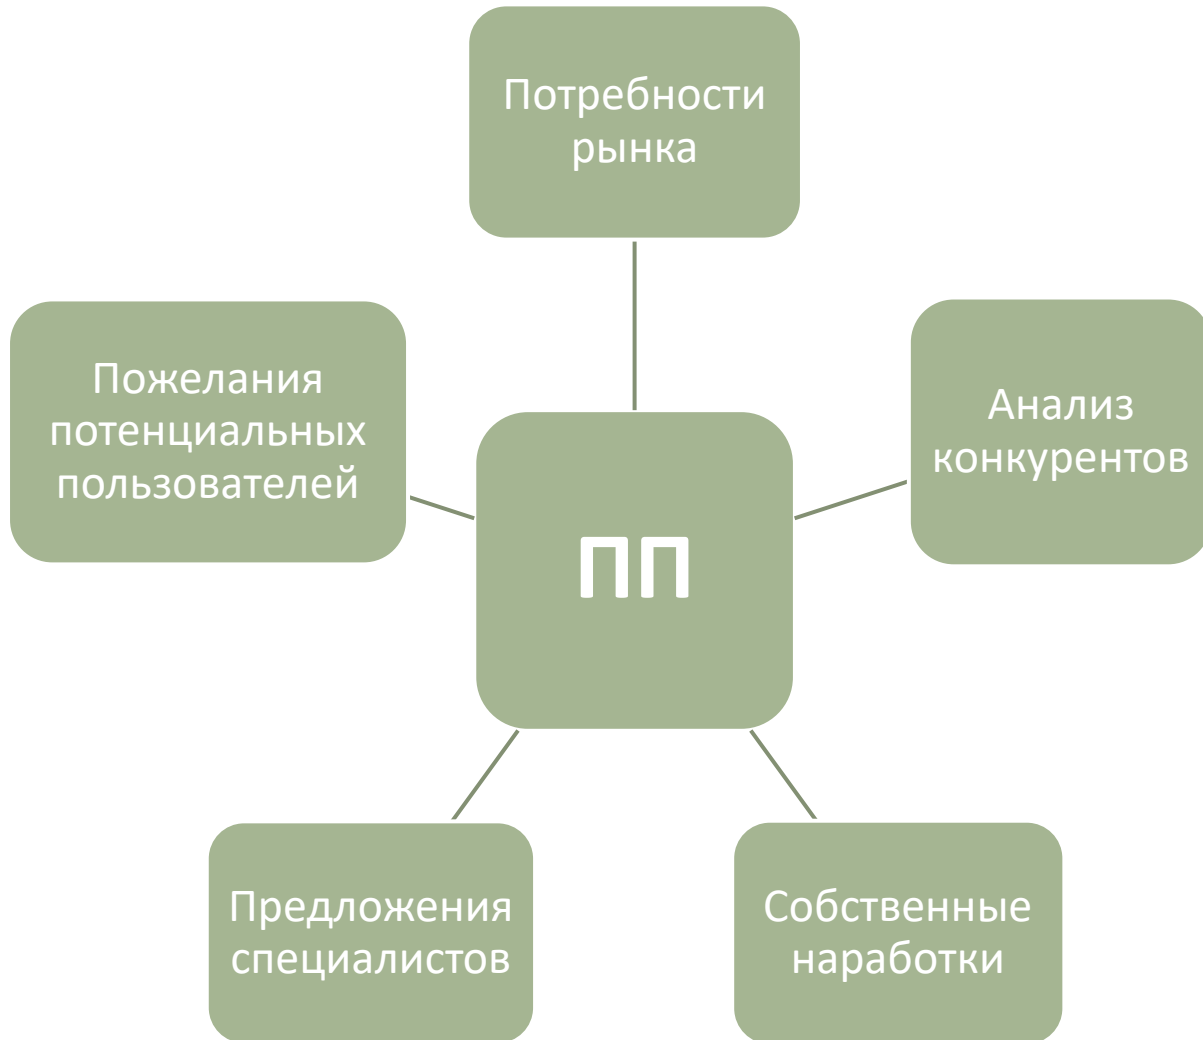 Потребности
рынка
Пожелания
потенциальных
пользователей
Анализ
конкурентов
ПП
Предложения
специалистов
Собственные
наработки